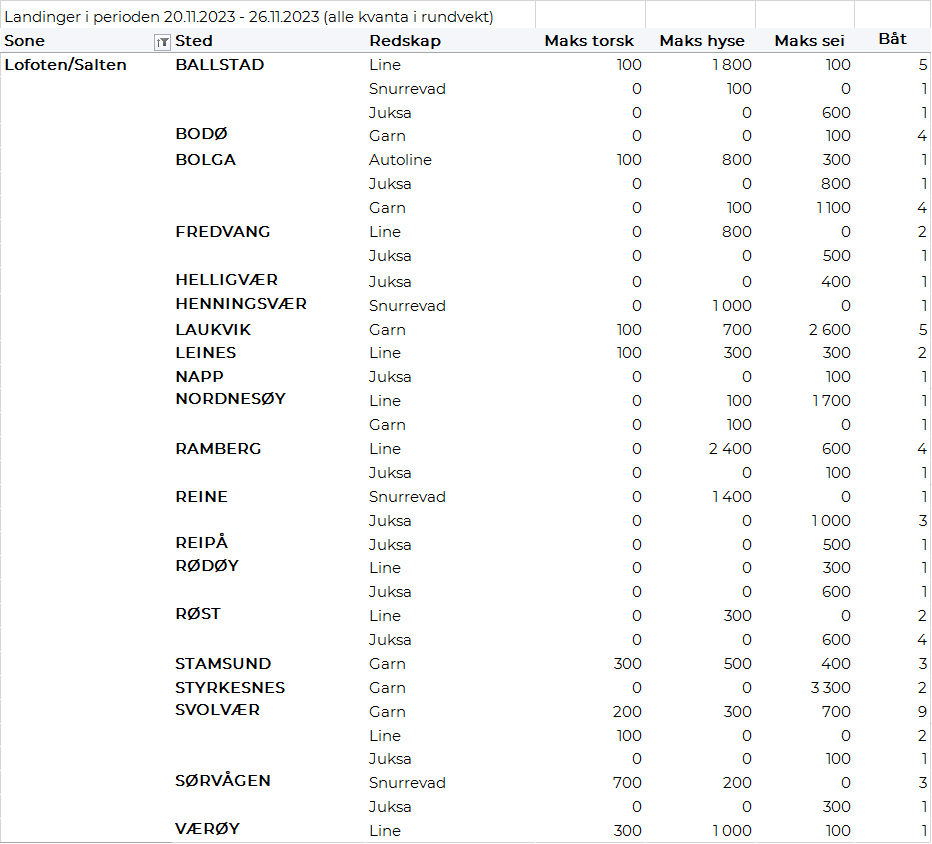 Landinger i perioden 20.11.2023 - 26.11.2023 (alle kvanta i rundvekt)
Sone Sted Redskap Maks torsk Maks hyse Maks sei Båt
Lofoten/Salten BALLSTAD Line 100 1 800 100 5
Snurrevad 0 100 0 1
Juksa 0 0 600 1
BODØ Garn 0 0 100 4
BOLGA Autoline 100 800 300 1
Juksa 0 0 800 1
Garn 0 100 1 100 4
FREDVANG Line 0 800 0 2
Juksa 0 0 500 1
HELLIGVÆR Juksa 0 0 400 1
HENNINGSVÆR Snurrevad 0 1 000 0 1
LAUKVIK Garn 100 700 2 600 5
LEINES Line 100 300 300 2
NAPP Juksa 0 0 100 1
NORDNESØY Line 0 100 1 700 1
Garn 0 100 0 1
RAMBERG Line 0 2 400 600 4
Juksa 0 0 100 1
REINE Snurrevad 0 1 400 0 1
Juksa 0 0 1 000 3
REIPÅ Juksa 0 0 500 1
RØDØY Line 0 0 300 1
Juksa 0 0 600 1
RØST Line 0 300 0 2
Juksa 0 0 600 4
STAMSUND Garn 300 500 400 3
STYRKESNES Garn 0 0 3 300 2
SVOLVÆR Garn 200 300 700 9
Line 100 0 0 2
Juksa 0 0 100 1
SØRVÅGEN Snurrevad 700 200 0 3
Juksa 0 0 300 1
VÆRØY Line 300 1 000 100 1